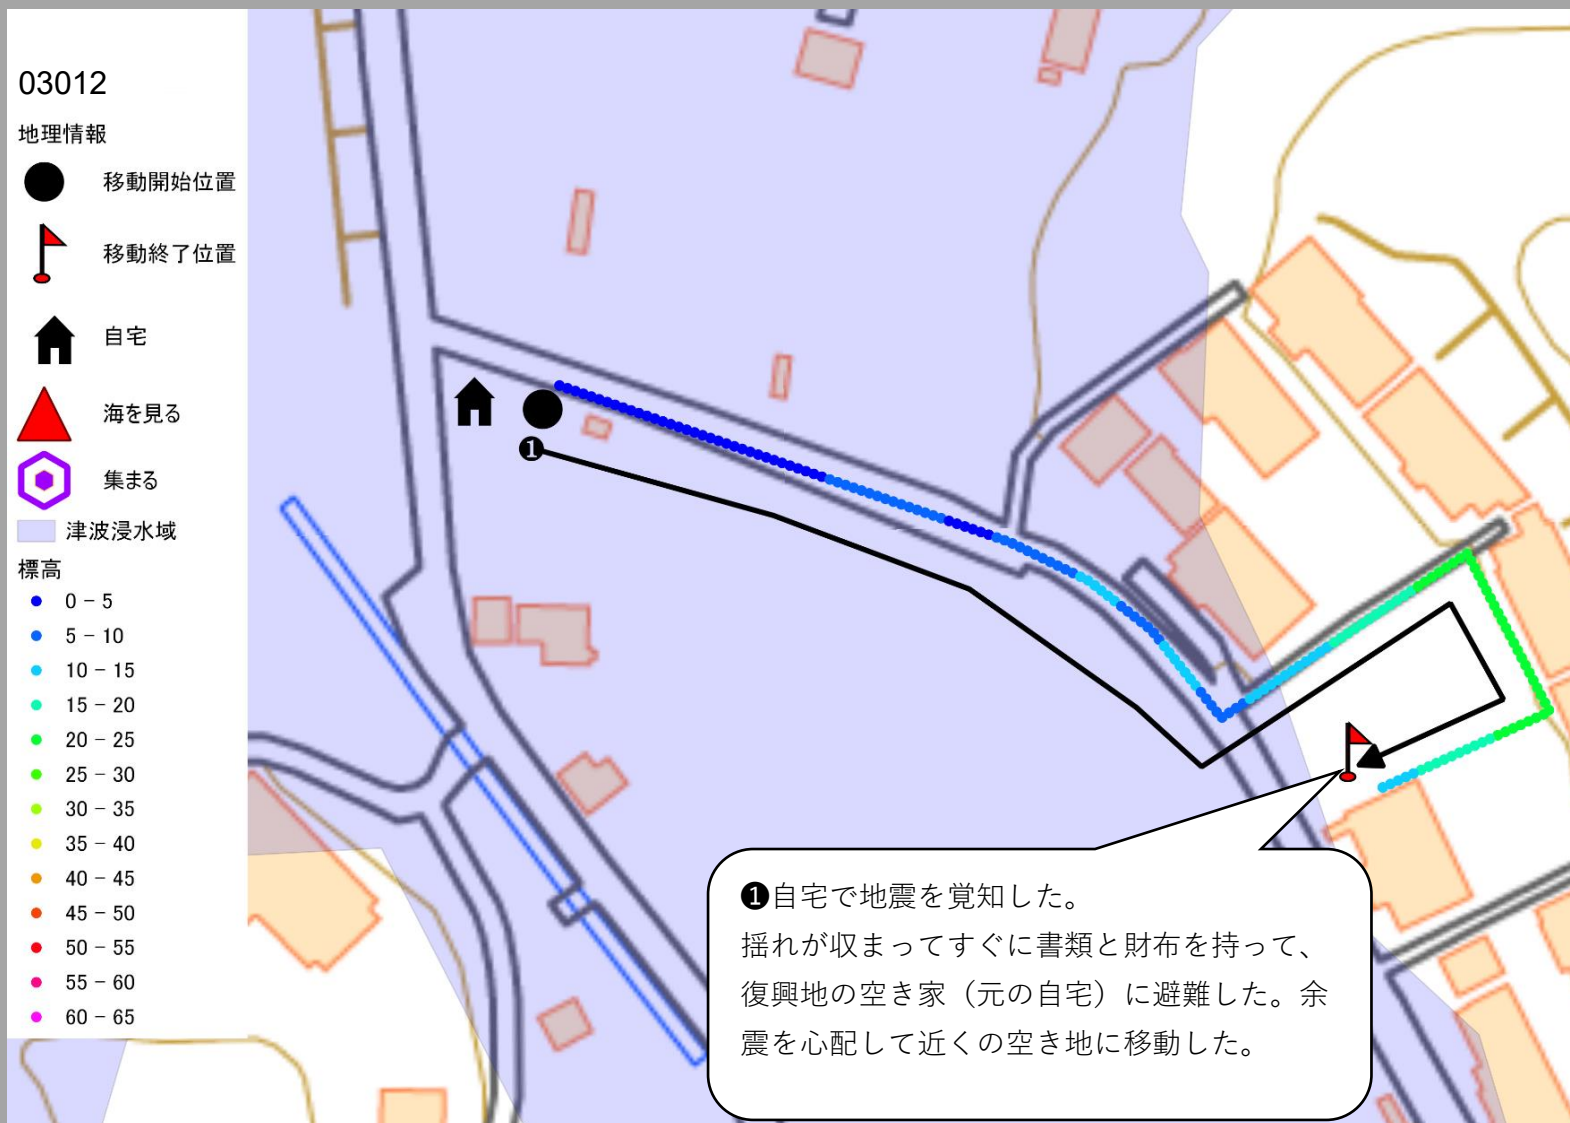 03012
地理情報
移動開始位置
移動終了位置
自宅
海を見る
集まる
津波浸水域
標高
0 - 5
5 - 10
10 - 15
15 - 20
20 - 25
25 - 30
30 - 35
35 - 40
40 - 45
45 - 50
50 - 55
55 - 60
60 - 65
❶
❶自宅で地震を覚知した。
揺れが収まってすぐに書類と財布を持って、
復興地の空き家（元の自宅）に避難した。余
震を心配して近くの空き地に移動した。